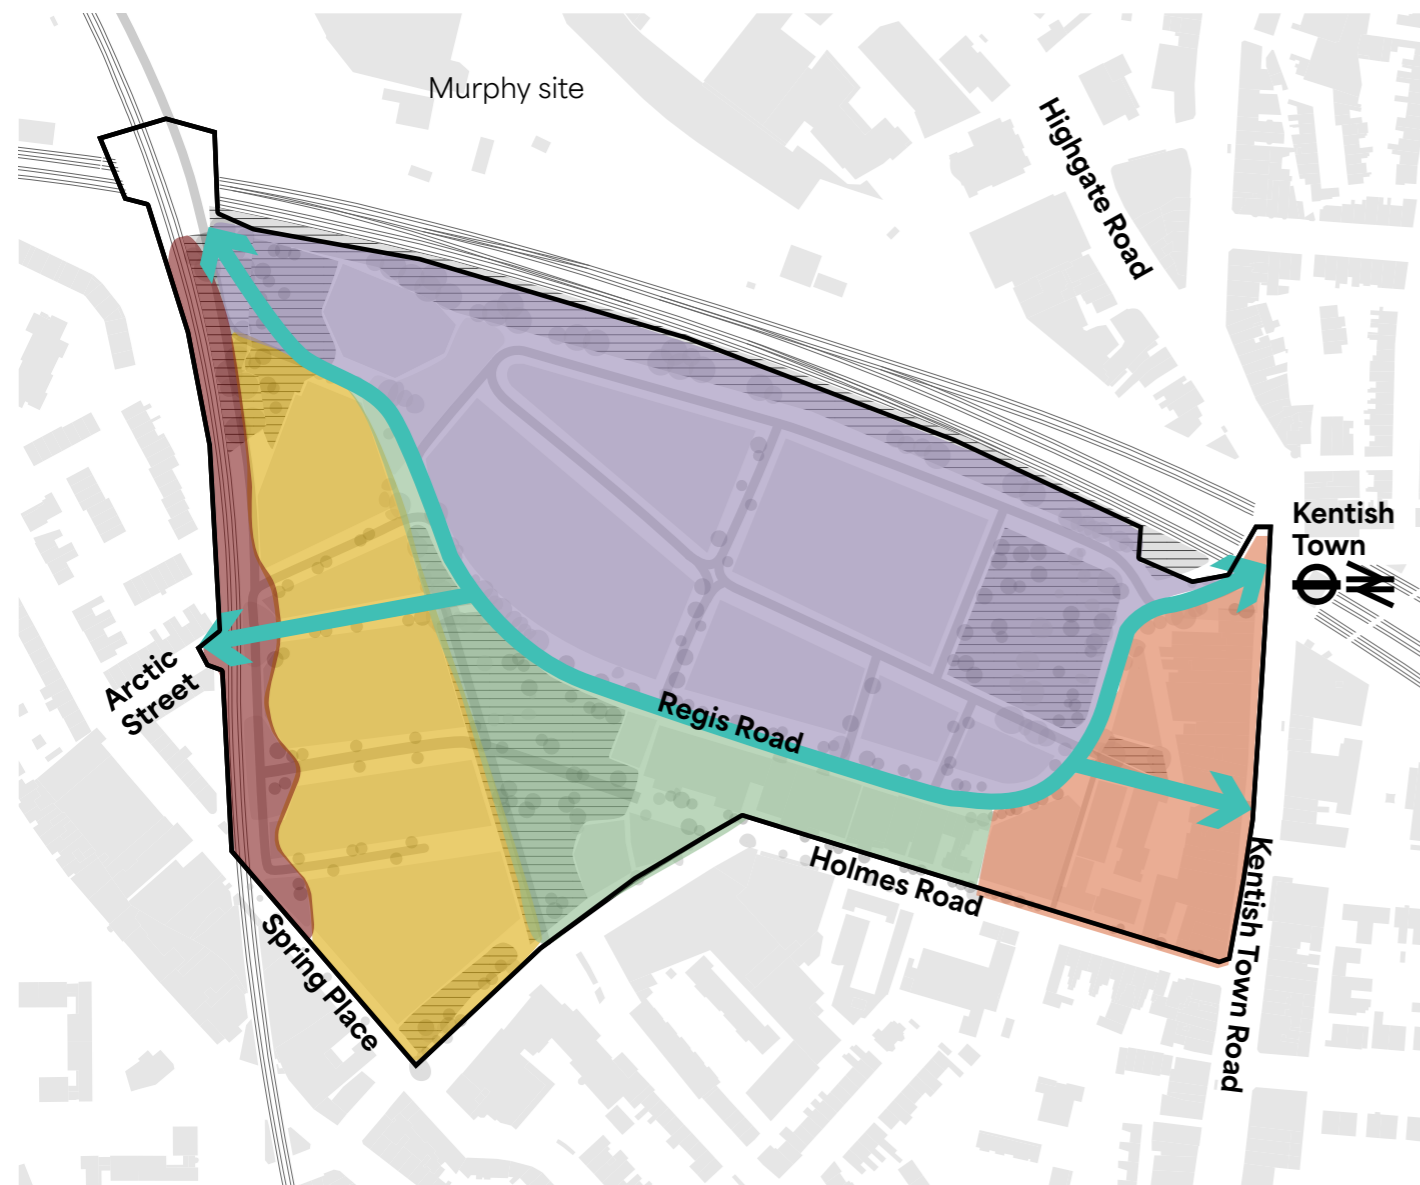 Murphy site
Highgate Road
Kentish
Town
Arctic
Street
Regis Road
Holmes Road
Spring Place
Kentish Town Road